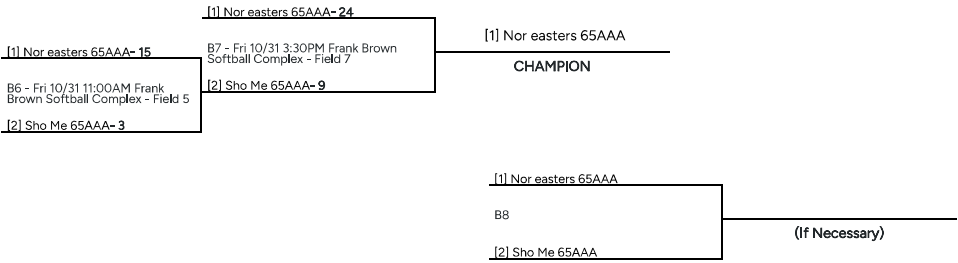 [1] Nor easters 65AAA- 24
[1] Nor easters 65AAA
[1] Nor easters 65AAA- 15
B7 - Fri 10/31 3:30PM Frank Brown
Softball Complex - Field 7
CHAMPION
B6 - Fri 10/31 11:00AM Frank
Brown Softball Complex - Field 5
[2] Sho Me 65AAA- 9
[2] Sho Me 65AAA- 3
[1] Nor easters 65AAA
B8
(If Necessary)
[2] Sho Me 65AAA